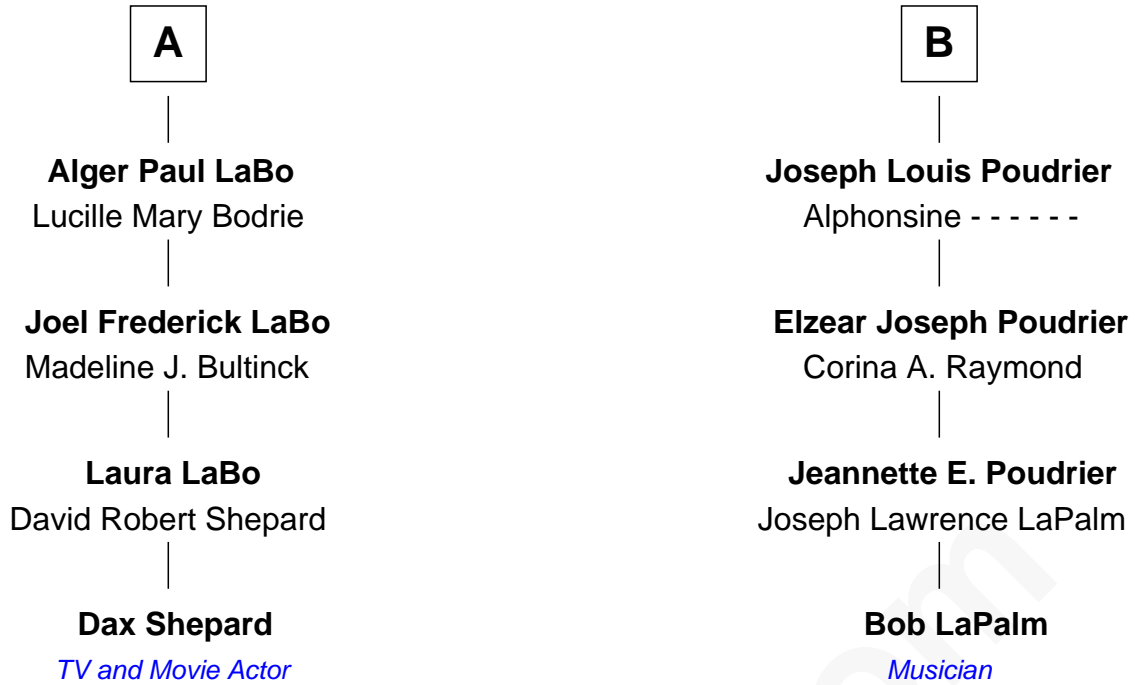 A
Alger Paul LaBo
Lucille Mary Bodrie
Joel Frederick LaBo
Madeline J. Bultinck
Laura LaBo
David Robert Shepard
Dax Shepard
TV and Movie Actor
B
Joseph Louis Poudrier
Alphonsine - - - - - -
Elzear Joseph Poudrier
Corina A. Raymond
Jeannette E. Poudrier
Joseph Lawrence LaPalm
Bob LaPalm
Musician